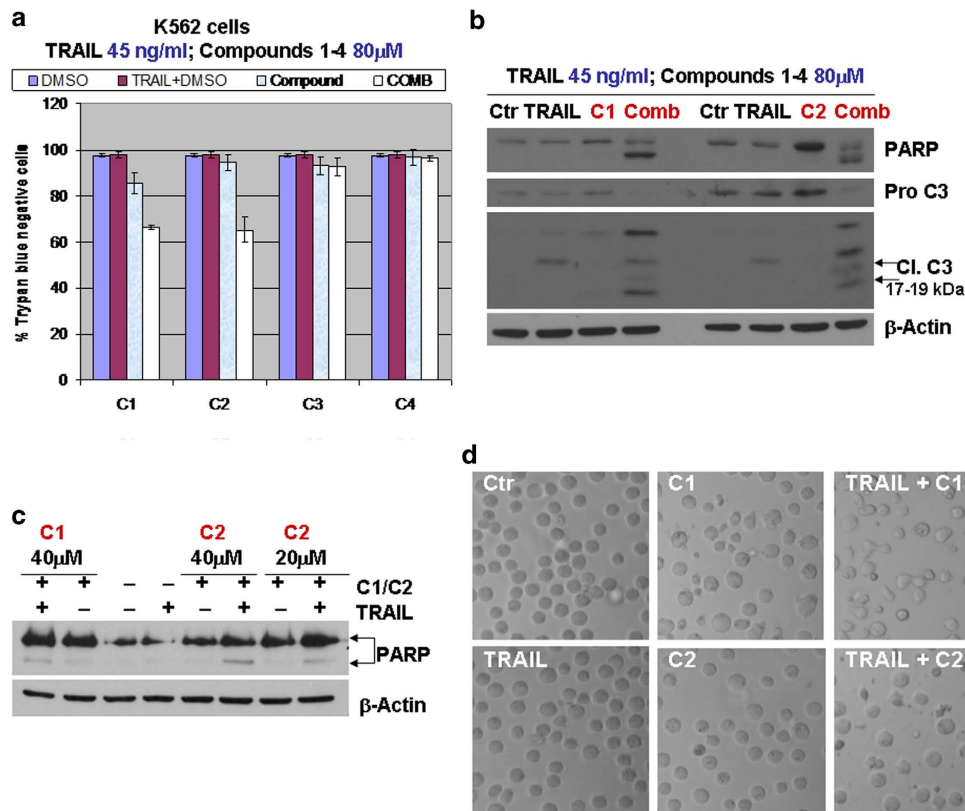 a
K562 cells
TRAIL 45 ng/ml; Compounds 1-4 80µM
DMSO TRAIL+DMSO Compound COMB
% Trypan blue negative cells
120
100
80
60
40
20
0
C1 C2 C3 C4
b
TRAIL 45 ng/ml; Compounds 1-4 80µM
Ctr TRAIL C1 Comb Ctr TRAIL C2 Comb
PARP
Pro C3
Cl. C3
17-19 kDa
β-Actin
c
C1 C2 C2
40µM 40µM 20µM
+ + – – + + + + C1/C2
+ – – + – + – + TRAIL
PARP
β-Actin
d
Ctr C1 TRAIL + C1
TRAIL C2 TRAIL + C2